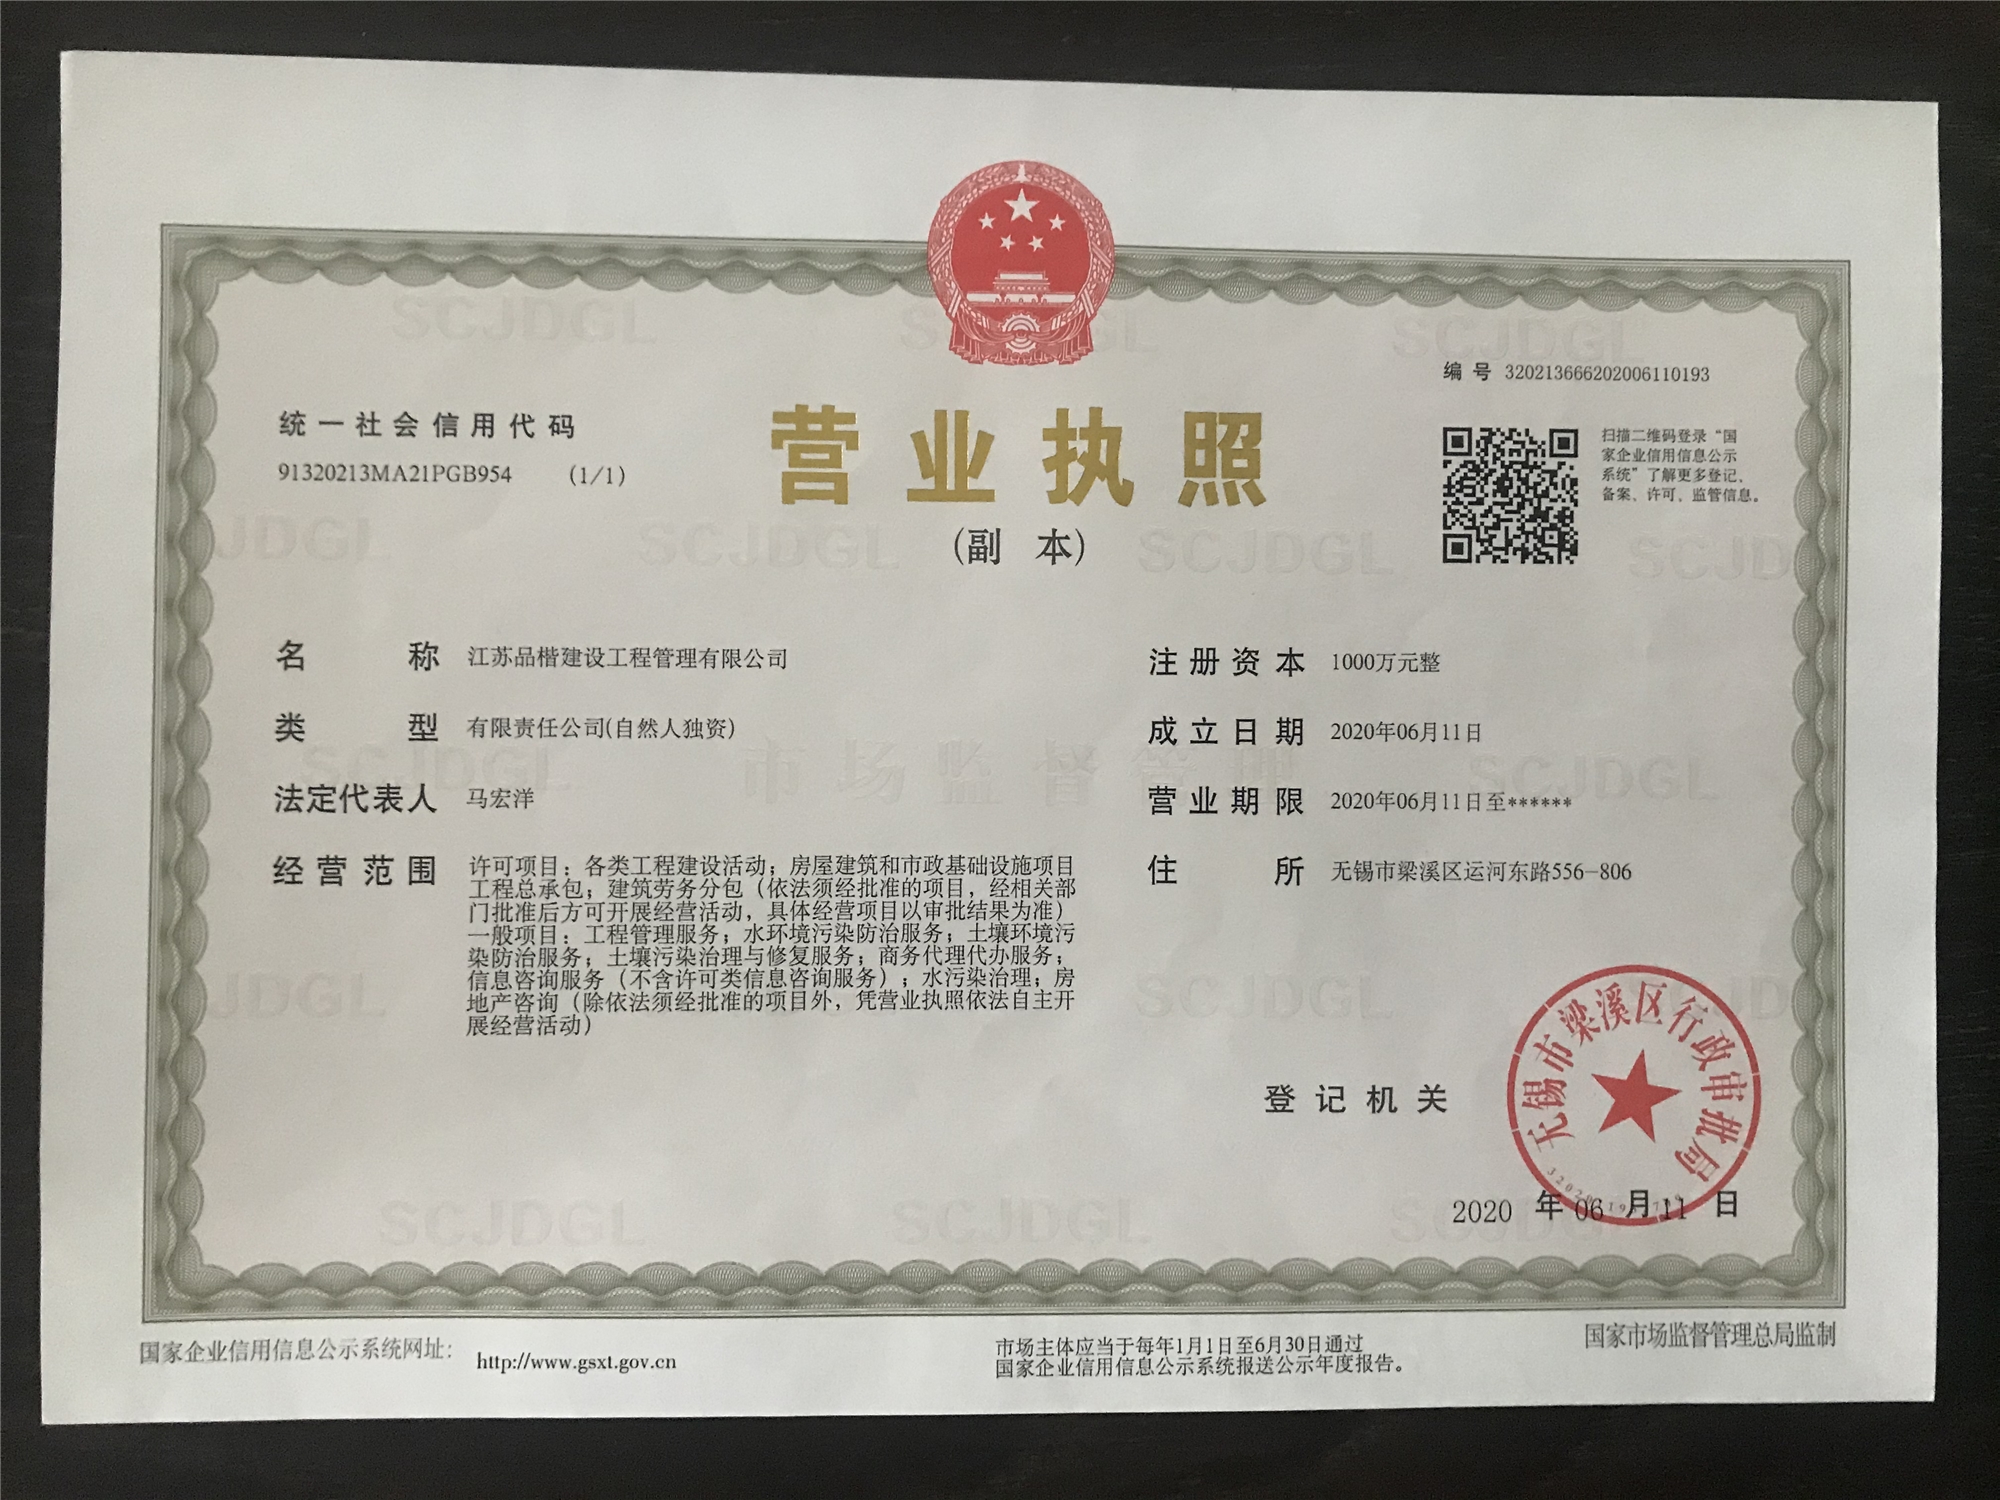 编号 320213666202006110193
统一社会信用代码
91320213MA21PGB954 (1/1)
营业执照
(副 本)
扫描二维码登录“国
家企业信用信息公示
系统”了解更多登记、
备案、许可、监管信息。
名称 江苏品楷建设工程管理有限公司
类型 有限责任公司(自然人独资)
法定代表人 马宏洋
经营范围 许可项目：各类工程建设活动；房屋建筑和市政基础设施项目
工程总承包；建筑劳务分包（依法须经批准的项目，经相关部
门批准后方可开展经营活动，具体经营项目以审批结果为准）
一般项目：工程管理服务；水环境污染防治服务；土壤环境污
染防治服务；土壤污染治理与修复服务；商务代理代办服务；
信息咨询服务（不含许可类信息咨询服务）；水污染治理；房
地产咨询（除依法须经批准的项目外，凭营业执照依法自主开
展经营活动）
注册资本 1000万元整
成立日期 2020年06月11日
营业期限 2020年06月11日至******
住所 无锡市梁溪区运河东路556-806
登记机关
无锡市梁溪区行政审批局
2020 年 06 月 11 日
国家企业信用信息公示系统网址： http://www.gsxt.gov.cn
市场主体应当于每年1月1日至6月30日通过
国家企业信用信息公示系统报送公示年度报告。
国家市场监督管理总局监制
SCJDGL
SCJDGL
SCJDGL
SCJDGL
市场监督管理